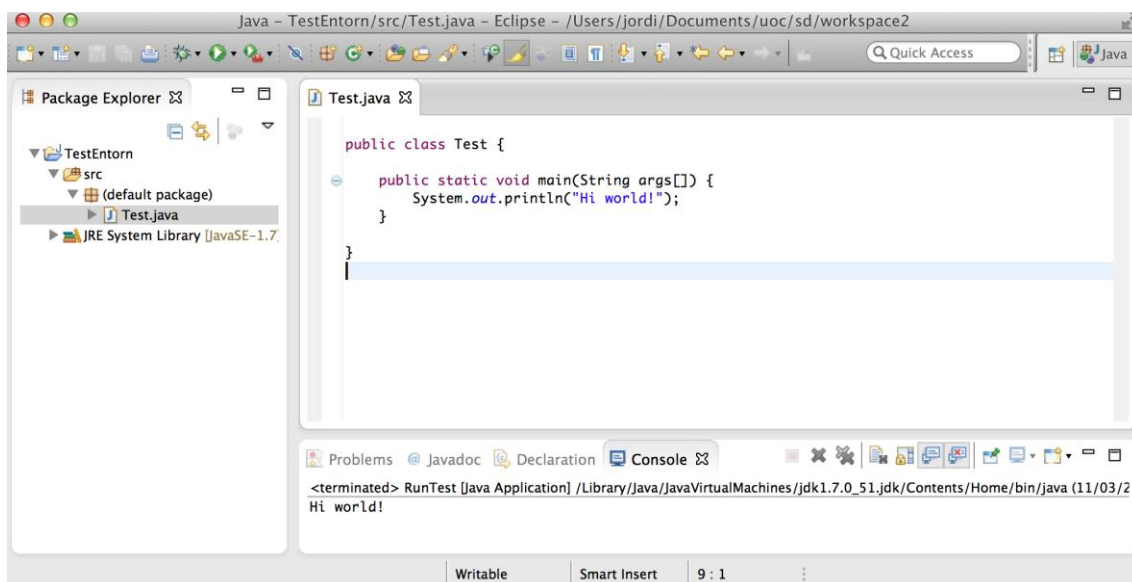 Java – TestEntorn/src/Test.java – Eclipse – /Users/jordi/Documents/uoc/sd/workspace2
Quick Access
Java
Package Explorer
TestEntorn
src
(default package)
Test.java
JRE System Library [JavaSE-1.7]
Test.java
public class Test {
public static void main(String args[]) {
System.out.println("Hi world!");
}
}
Problems @ Javadoc Declaration Console
<terminated> RunTest [Java Application] /Library/Java/JavaVirtualMachines/jdk1.7.0_51.jdk/Contents/Home/bin/java (11/03/2
Hi world!
Writable Smart Insert 9 : 1